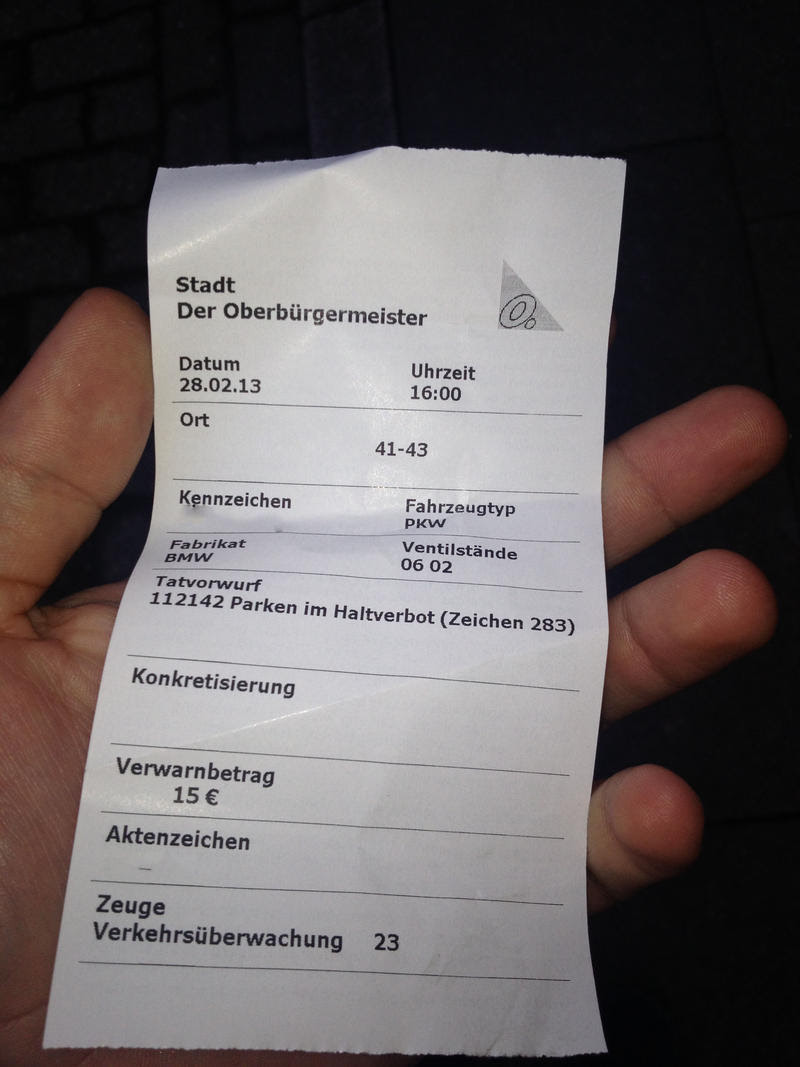 Stadt
Der Oberbürgermeister
O.
Datum Uhrzeit
28.02.13 16:00
Ort
41-43
Kennzeichen Fahrzeugtyp
PKW
Fabrikat Ventilstände
BMW 06 02
Tatvorwurf
112142 Parken im Haltverbot (Zeichen 283)
Konkretisierung
Verwarnbetrag
15 €
Aktenzeichen
–
Zeuge
Verkehrsüberwachung 23